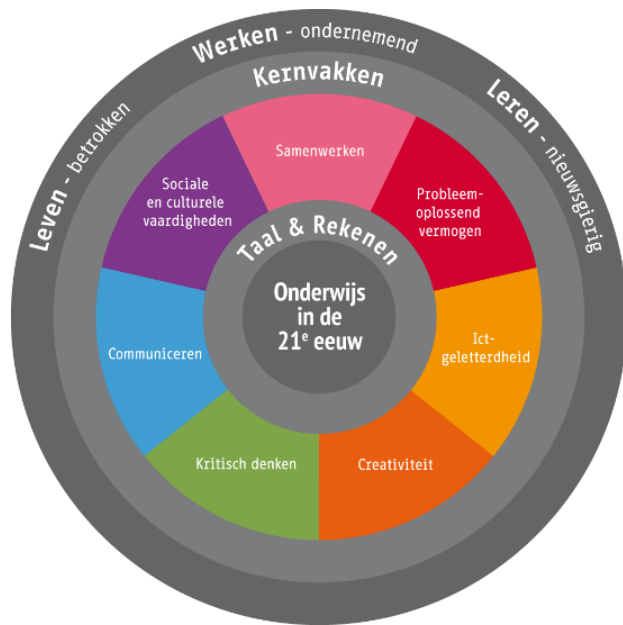 Werken - ondernemend
Kernvakken
Leven - betrokken
Leren - nieuwsgierig
Samenwerken
Sociale
en culturele
vaardigheden
Probleem-
oplossend
vermogen
Taal & Rekenen
Onderwijs
in de
21e eeuw
Communiceren
Ict-
geletterdheid
Kritisch denken
Creativiteit